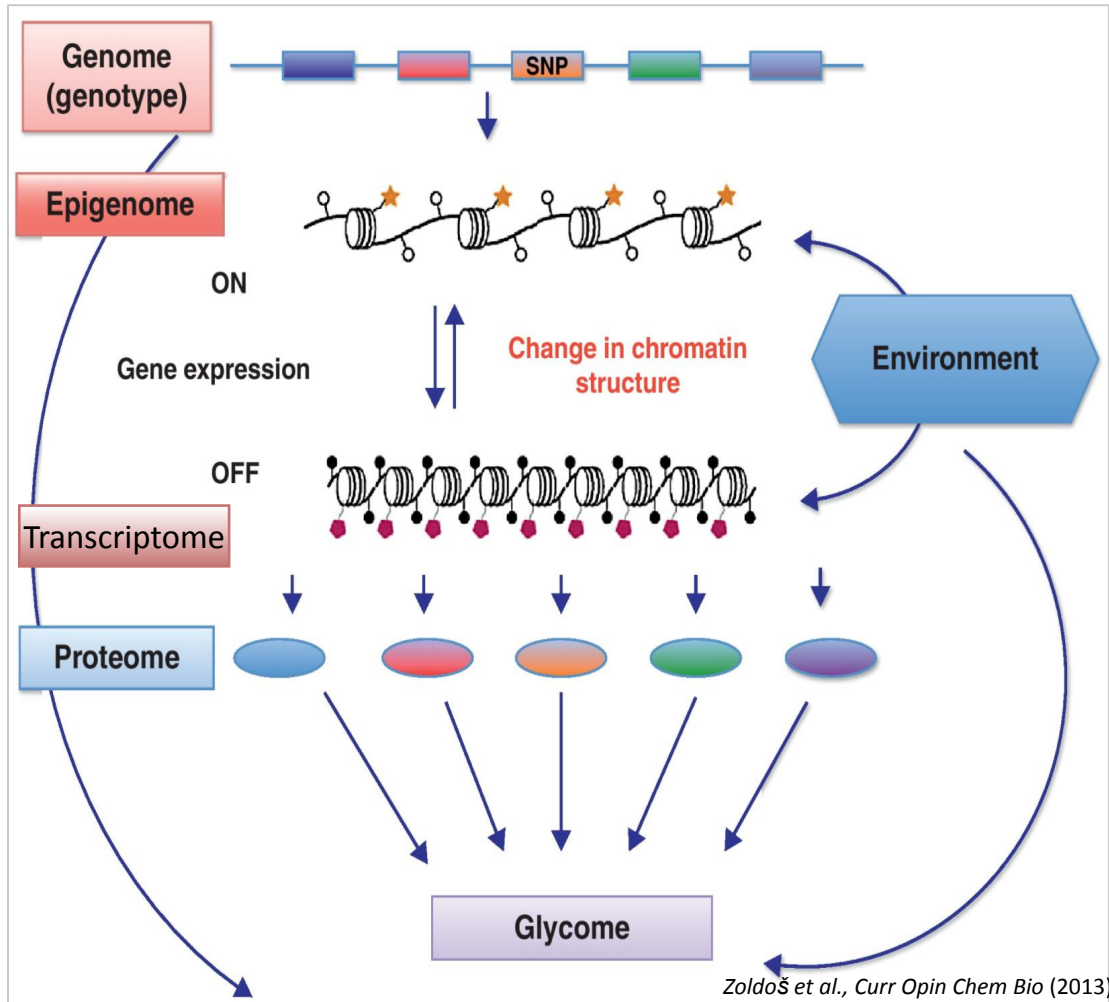 Genome
(genotype)
SNP
Epigenome
ON
Gene expression
Change in chromatin
structure
Environment
OFF
Transcriptome
Proteome
Glycome
Zoldoš et al., Curr Opin Chem Bio (2013)